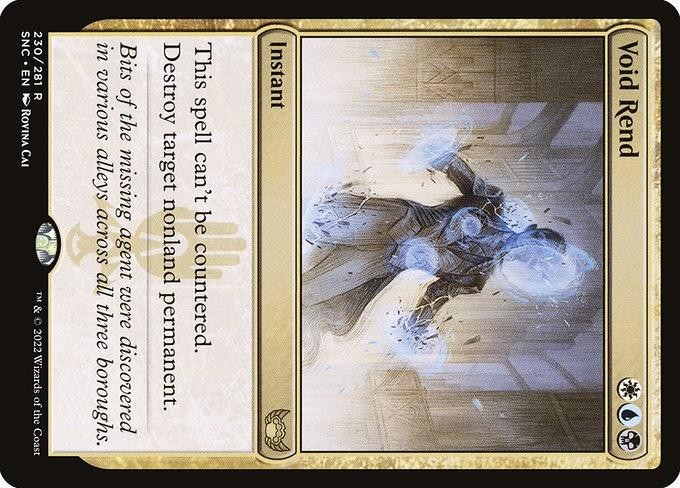 Void Rend
Instant
This spell can't be countered.
Destroy target nonland permanent.
Bits of the missing agent were discovered
in various alleys across all three boroughs.
230/281 R
SNC • EN Rovina Cai
™ & © 2022 Wizards of the Coast